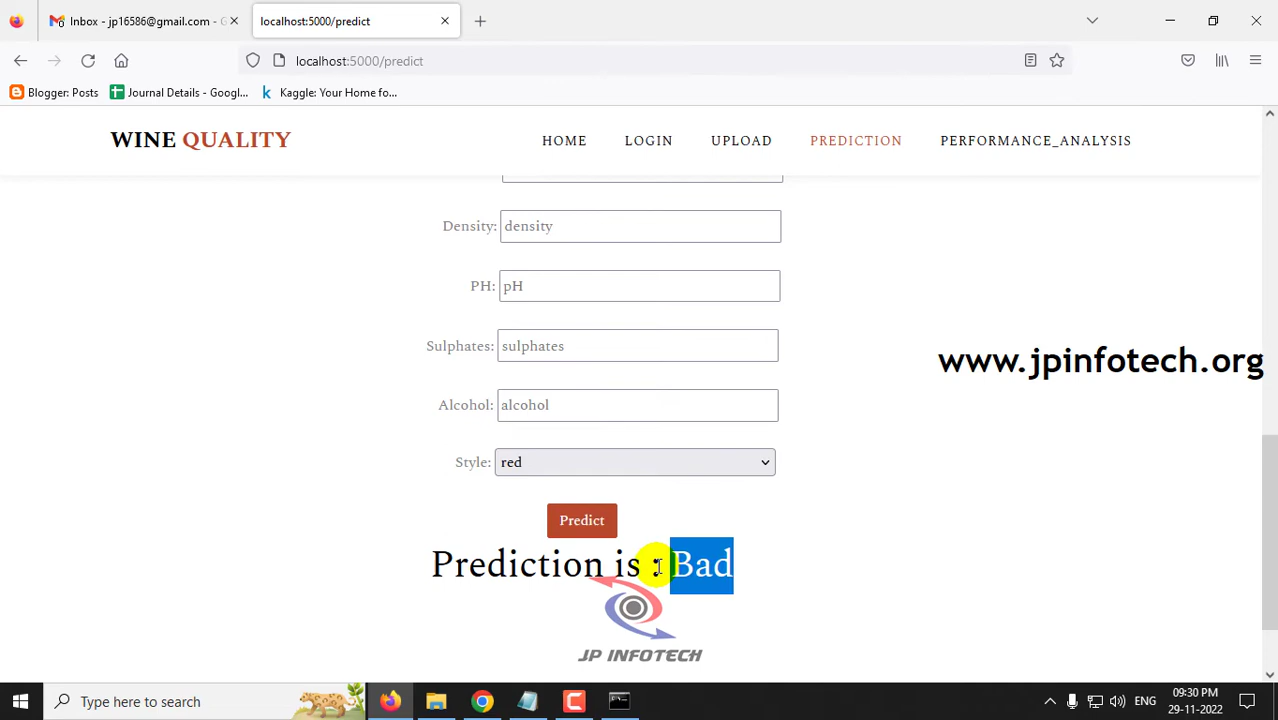 Inbox - jp16586@gmail.com - G
localhost:5000/predict
localhost:5000/predict
Blogger: Posts
Journal Details - Googl...
Kaggle: Your Home fo...
WINE QUALITY
HOME
LOGIN
UPLOAD
PREDICTION
PERFORMANCE_ANALYSIS
Density: density
PH: pH
Sulphates: sulphates
www.jpinfotech.org
Alcohol: alcohol
Style: red
Predict
Prediction is : Bad
JP INFOTECH
Type here to search
ENG
09:30 PM
29-11-2022